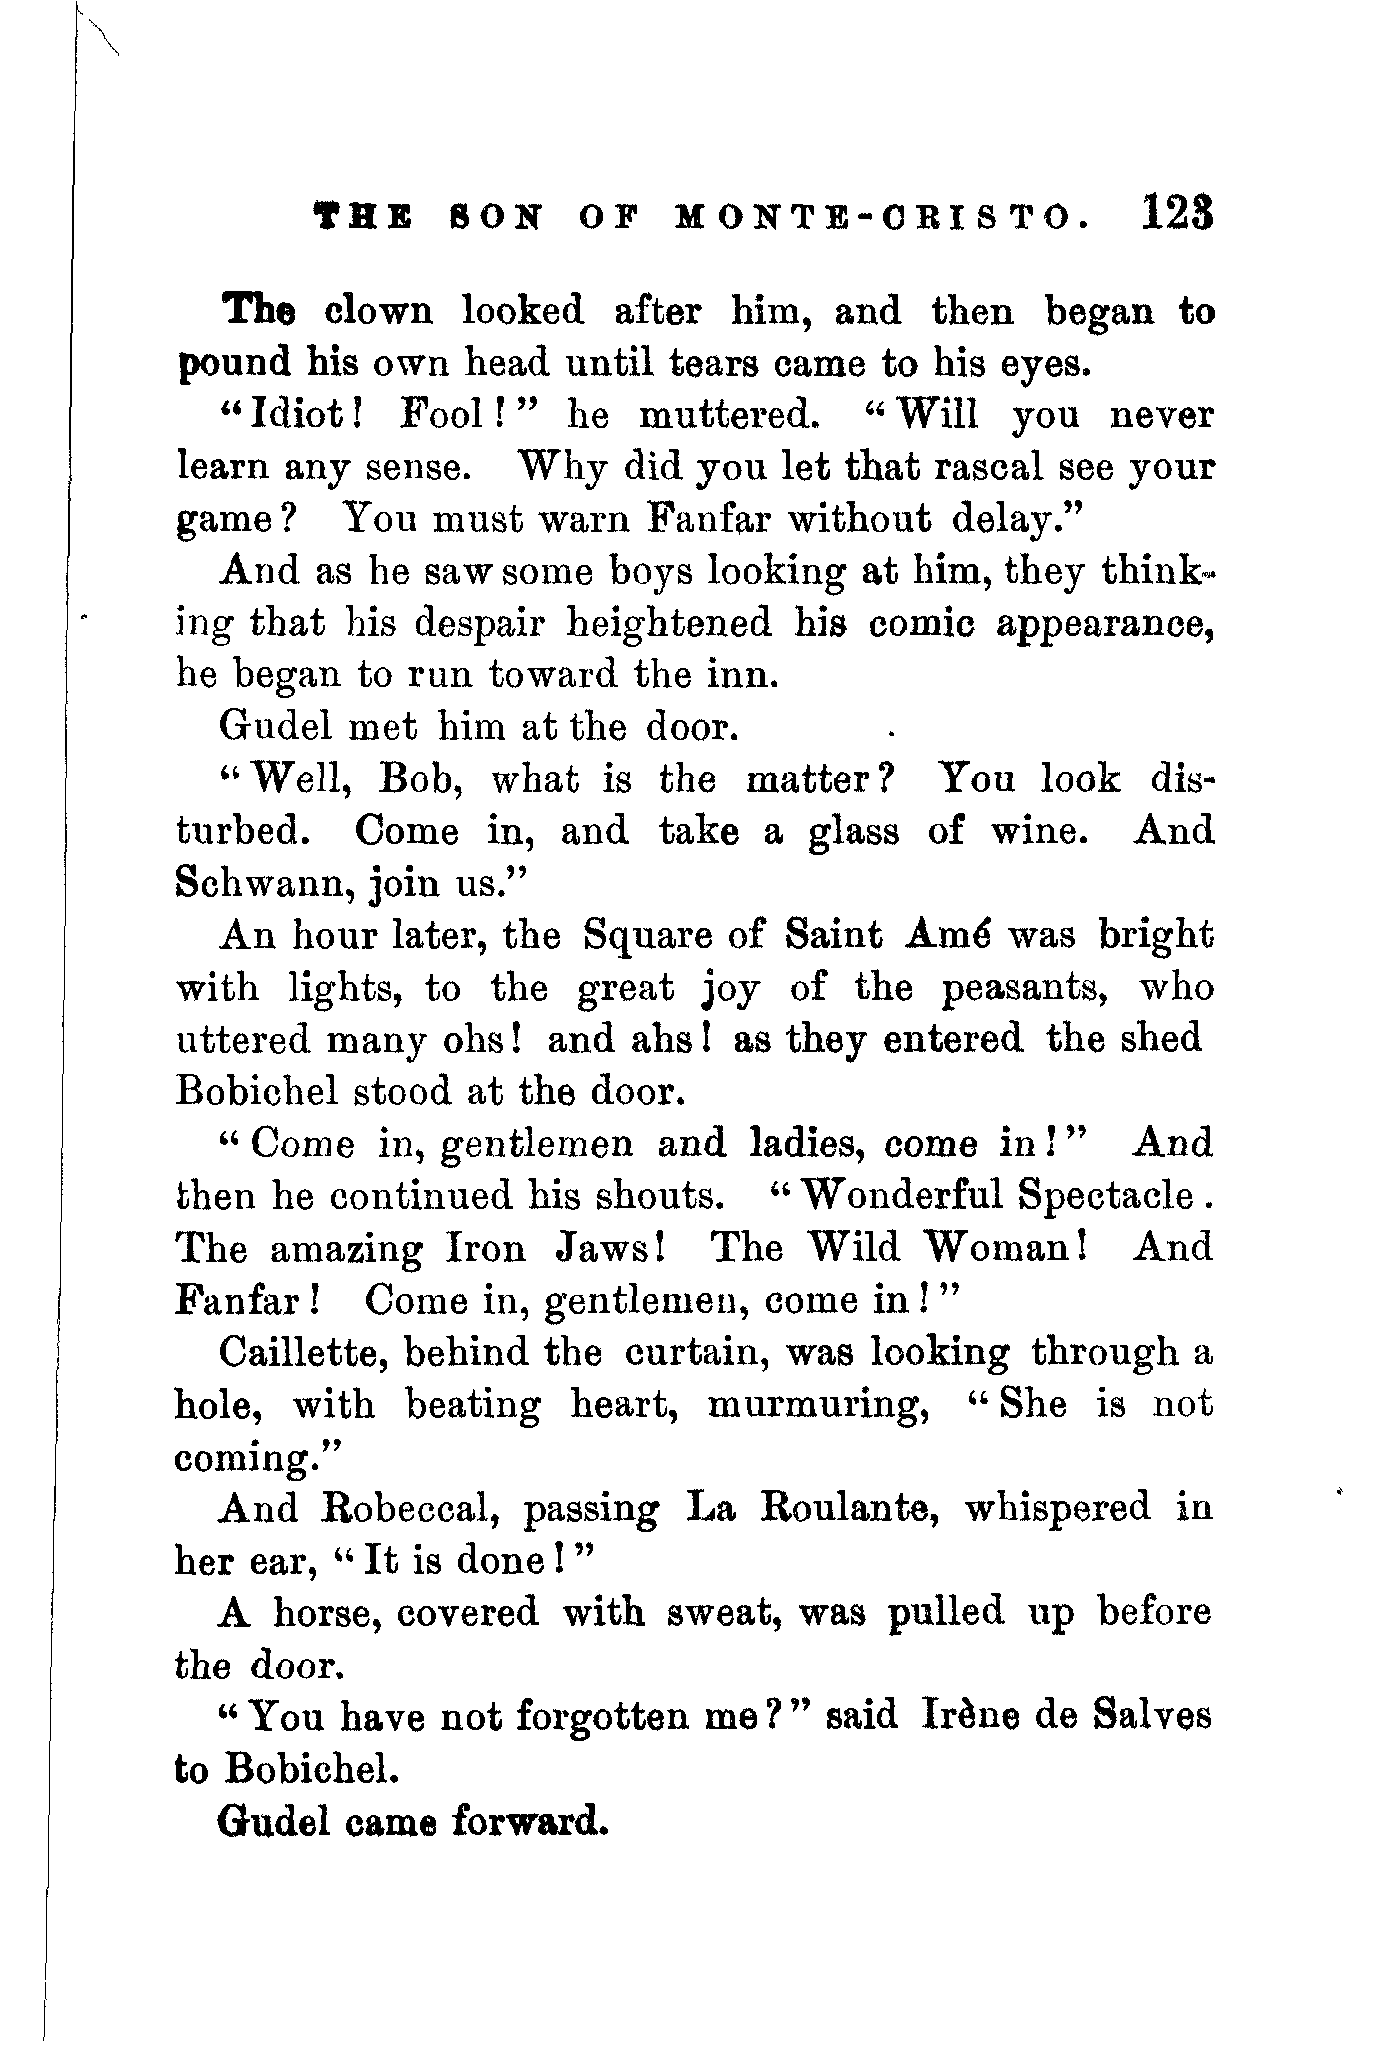 THE SON OF MONTE-CRISTO. 123
The clown looked after him, and then began to
pound his own head until tears came to his eyes.
"Idiot! Fool!" he muttered. "Will you never
learn any sense. Why did you let that rascal see your
game? You must warn Fanfar without delay."
And as he saw some boys looking at him, they think-
ing that his despair heightened his comic appearance,
he began to run toward the inn.
Gudel met him at the door.
"Well, Bob, what is the matter? You look dis-
turbed. Come in, and take a glass of wine. And
Schwann, join us."
An hour later, the Square of Saint Amé was bright
with lights, to the great joy of the peasants, who
uttered many ohs! and ahs! as they entered the shed
Bobichel stood at the door.
"Come in, gentlemen and ladies, come in!" And
then he continued his shouts. "Wonderful Spectacle.
The amazing Iron Jaws! The Wild Woman! And
Fanfar! Come in, gentlemen, come in!"
Caillette, behind the curtain, was looking through a
hole, with beating heart, murmuring, "She is not
coming."
And Robeccal, passing La Roulante, whispered in
her ear, "It is done!"
A horse, covered with sweat, was pulled up before
the door.
"You have not forgotten me?" said Irène de Salves
to Bobichel.
Gudel came forward.